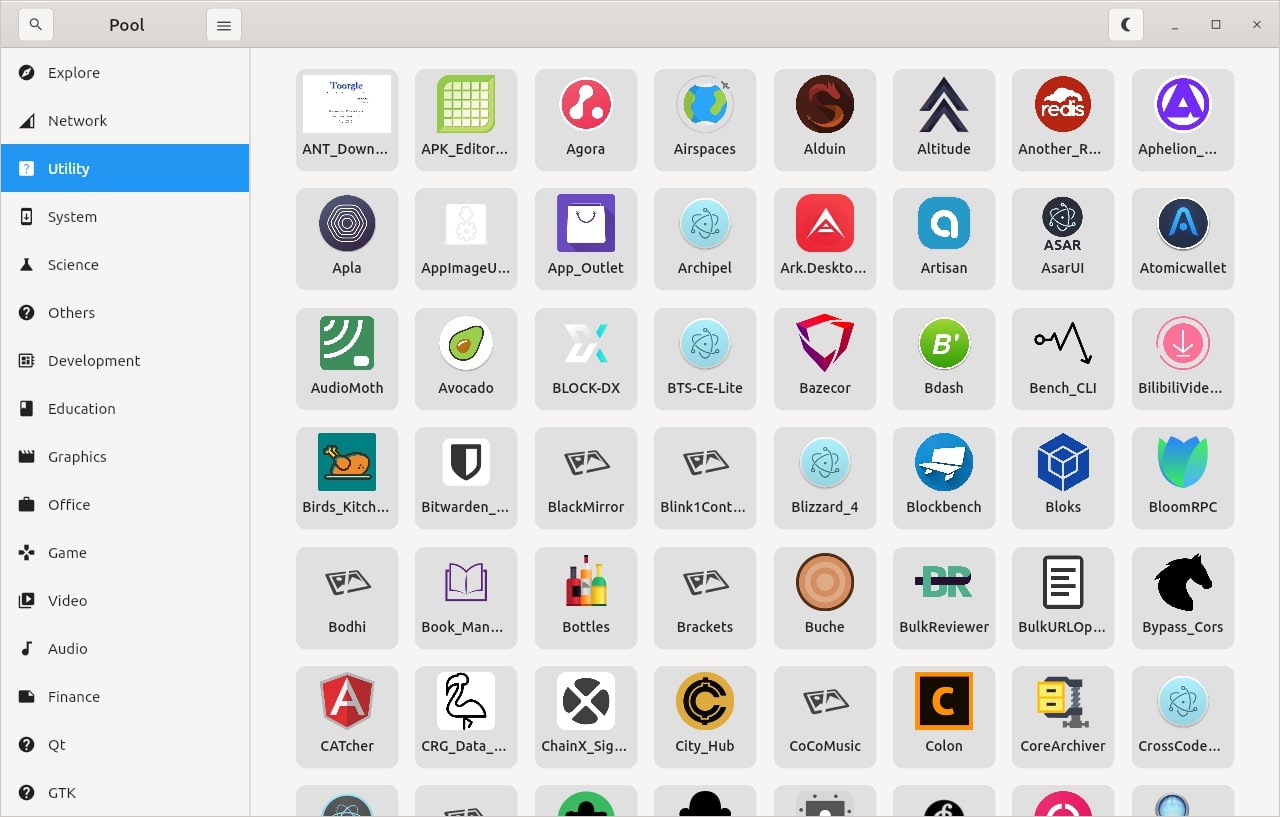 Pool
Explore
Network
Utility
System
Science
Others
Development
Education
Graphics
Office
Game
Video
Audio
Finance
Qt
GTK
Toorgle
ANT_Down...
APK_Editor...
Agora
Airspaces
Alduin
Altitude
redis
Another_R...
Aphelion_...
Apla
AppImageU...
App_Outlet
Archipel
Ark.Deskto...
Artisan
ASAR
AsarUI
Atomicwallet
AudioMoth
Avocado
BLOCK-DX
BTS-CE-Lite
Bazecor
B'
Bdash
Bench_CLI
BilibiliVide...
Birds_Kitch...
Bitwarden_...
BlackMirror
Blink1Cont...
Blizzard_4
Blockbench
Bloks
BloomRPC
Bodhi
Book_Man...
Bottles
Brackets
Buche
DR
BulkReviewer
BulkURLOp...
Bypass_Cors
CATcher
CRG_Data_...
ChainX_Sig...
City_Hub
CoCoMusic
C
Colon
CoreArchiver
CrossCode...